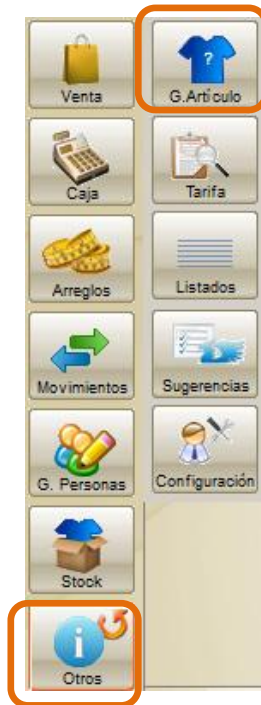 Venta
G.Artículo
Caja
Tarifa
Arreglos
Listados
Movimientos
Sugerencias
G. Personas
Configuración
Stock
Otros